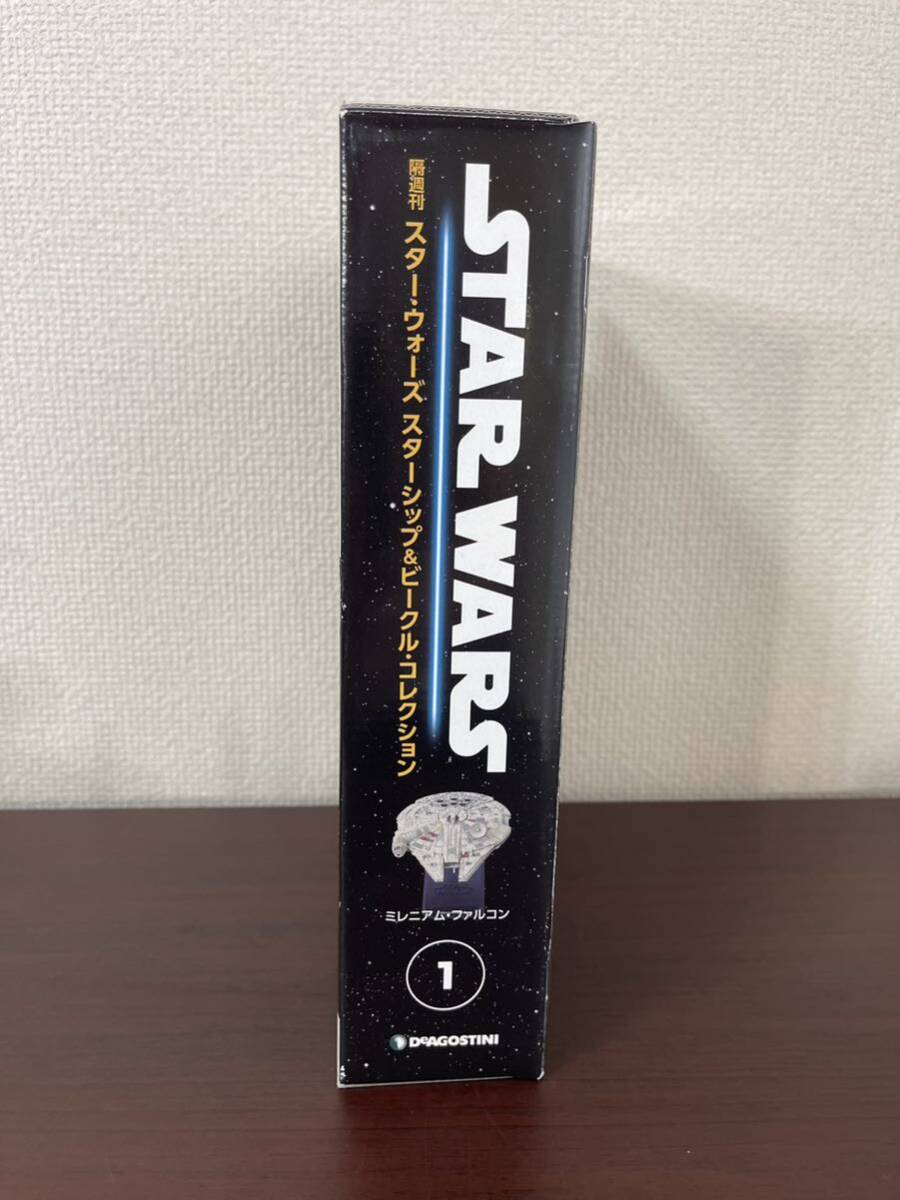 STAR WARS
隔週刊 スター・ウォーズ スターシップ&ビークル・コレクション
ミレニアム・ファルコン
1
DeAGOSTINI